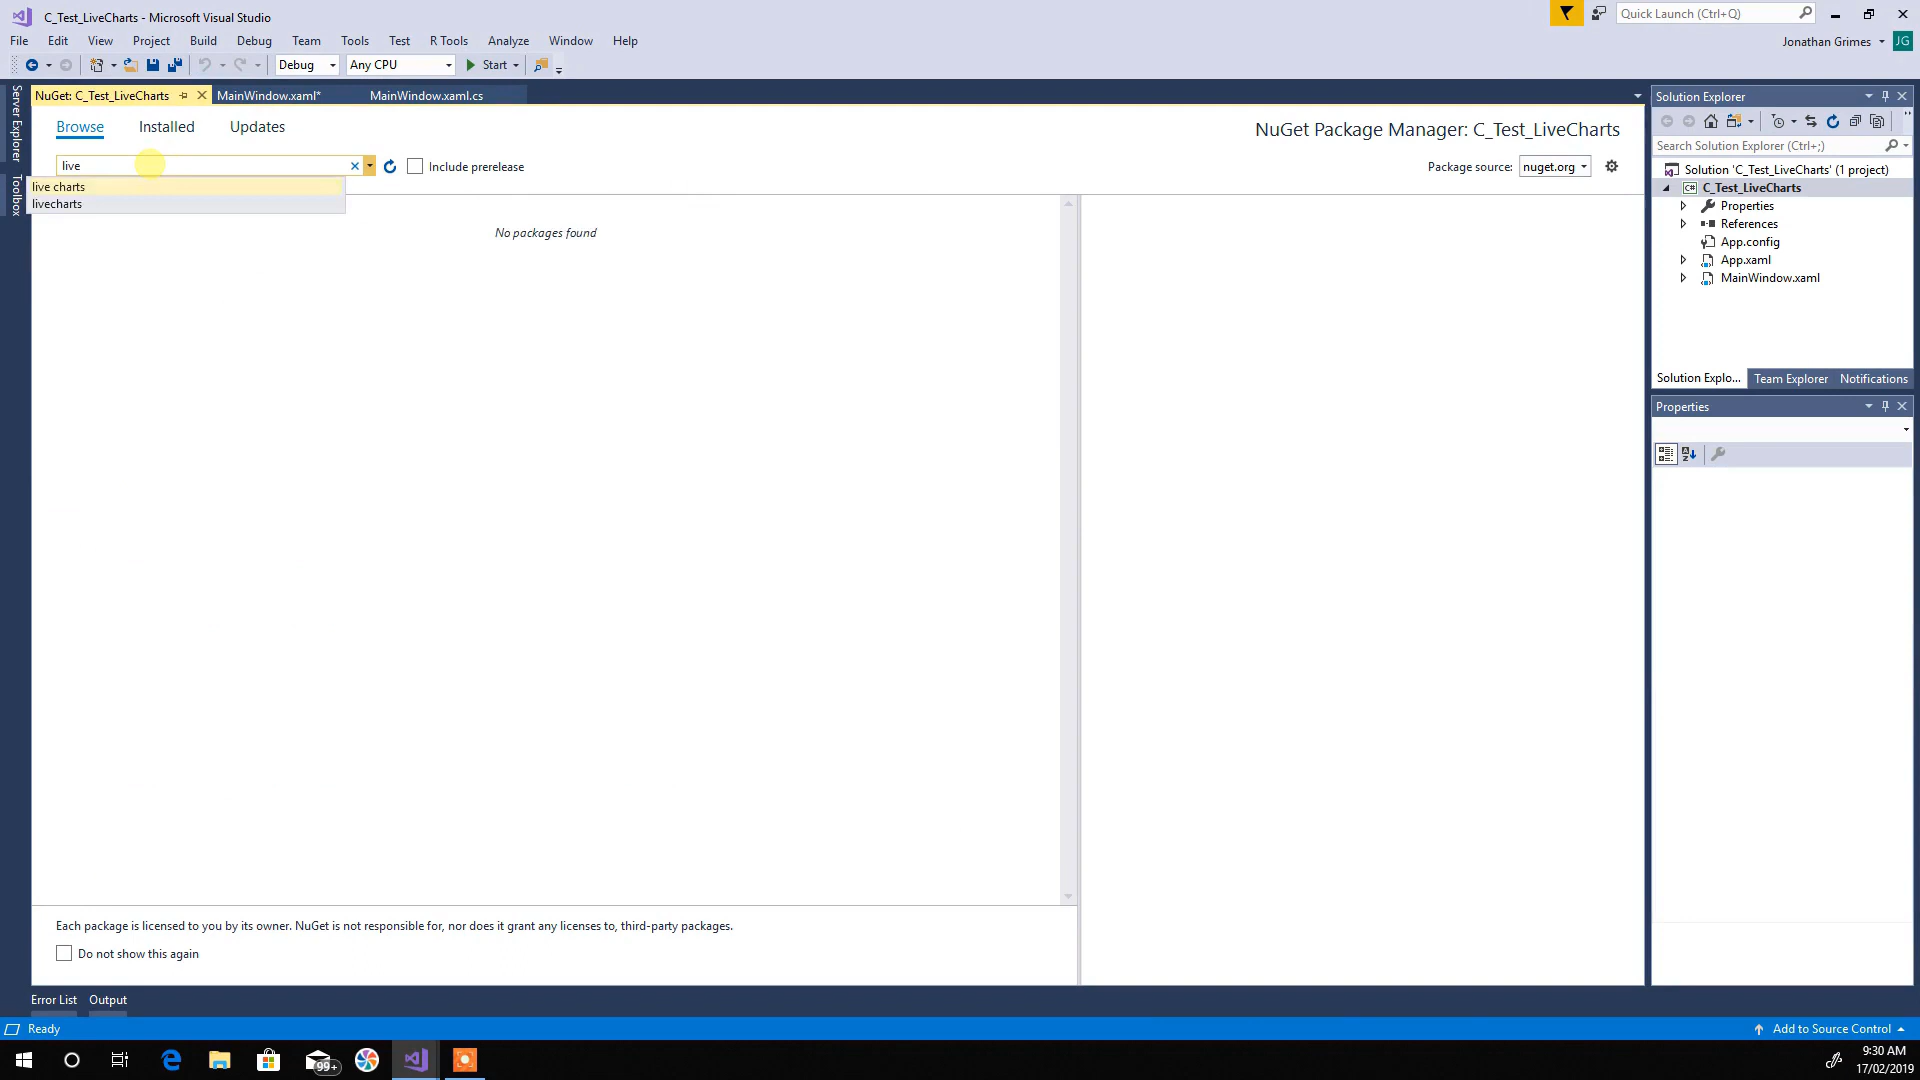 C_Test_LiveCharts - Microsoft Visual Studio
Quick Launch (Ctrl+Q)
File Edit View Project Build Debug Team Tools Test R Tools Analyze Window Help
Jonathan Grimes JG
Debug Any CPU Start
Server Explorer
Toolbox
NuGet: C_Test_LiveCharts MainWindow.xaml* MainWindow.xaml.cs
Browse Installed Updates
NuGet Package Manager: C_Test_LiveCharts
live
Include prerelease
Package source: nuget.org
live charts
livecharts
No packages found
Each package is licensed to you by its owner. NuGet is not responsible for, nor does it grant any licenses to, third-party packages.
Do not show this again
Solution Explorer
Search Solution Explorer (Ctrl+;)
Solution 'C_Test_LiveCharts' (1 project)
C# C_Test_LiveCharts
Properties
References
App.config
App.xaml
MainWindow.xaml
Solution Explo... Team Explorer Notifications
Properties
Error List Output
Ready
Add to Source Control
99+
9:30 AM
17/02/2019